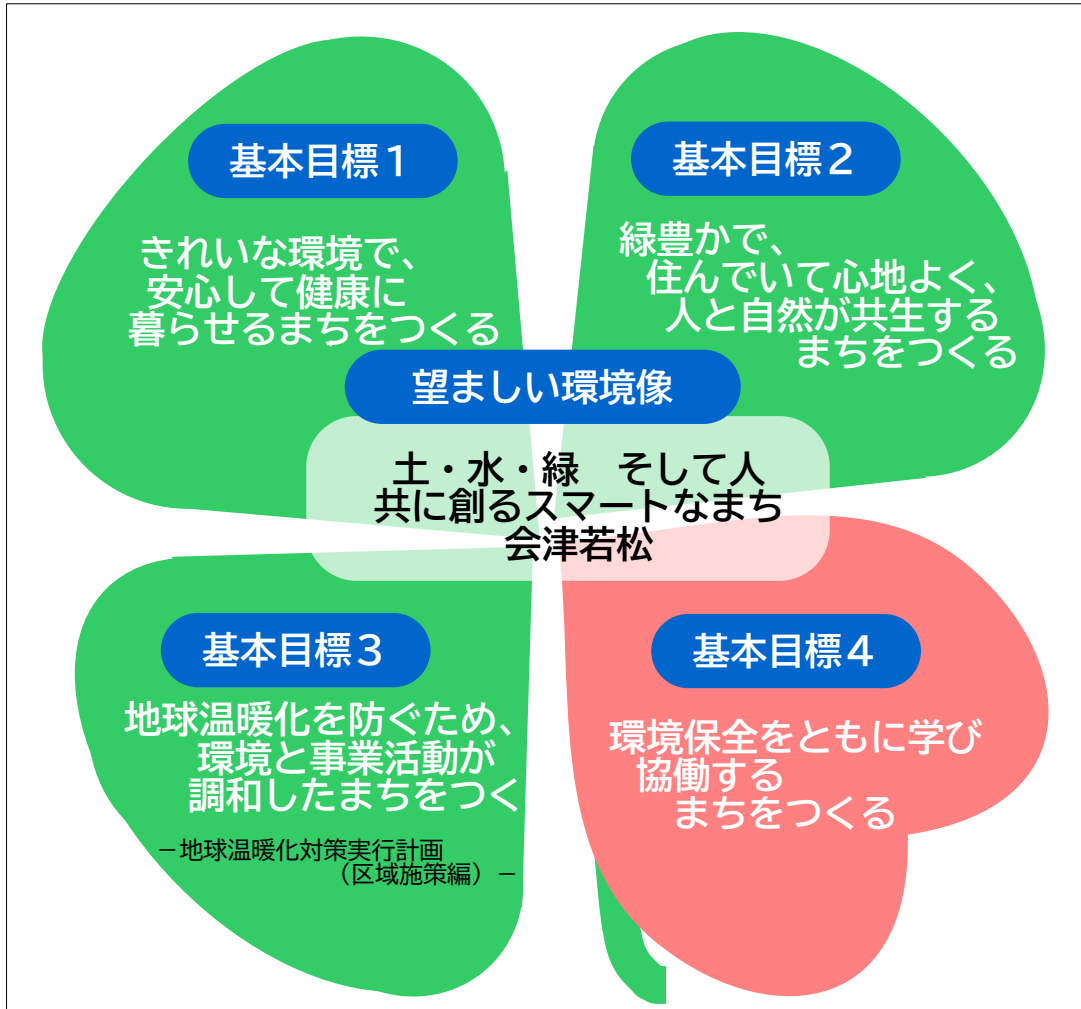 基本目標１
きれいな環境で、
安心して健康に
暮らせるまちをつくる
基本目標２
緑豊かで、
住んでいて心地よく、
人と自然が共生する
まちをつくる
望ましい環境像
土・水・緑　そして人
共に創るスマートなまち
会津若松
基本目標３
地球温暖化を防ぐため、
環境と事業活動が
調和したまちをつく
－地球温暖化対策実行計画
（区域施策編）－
基本目標４
環境保全をともに学び
協働する
まちをつくる